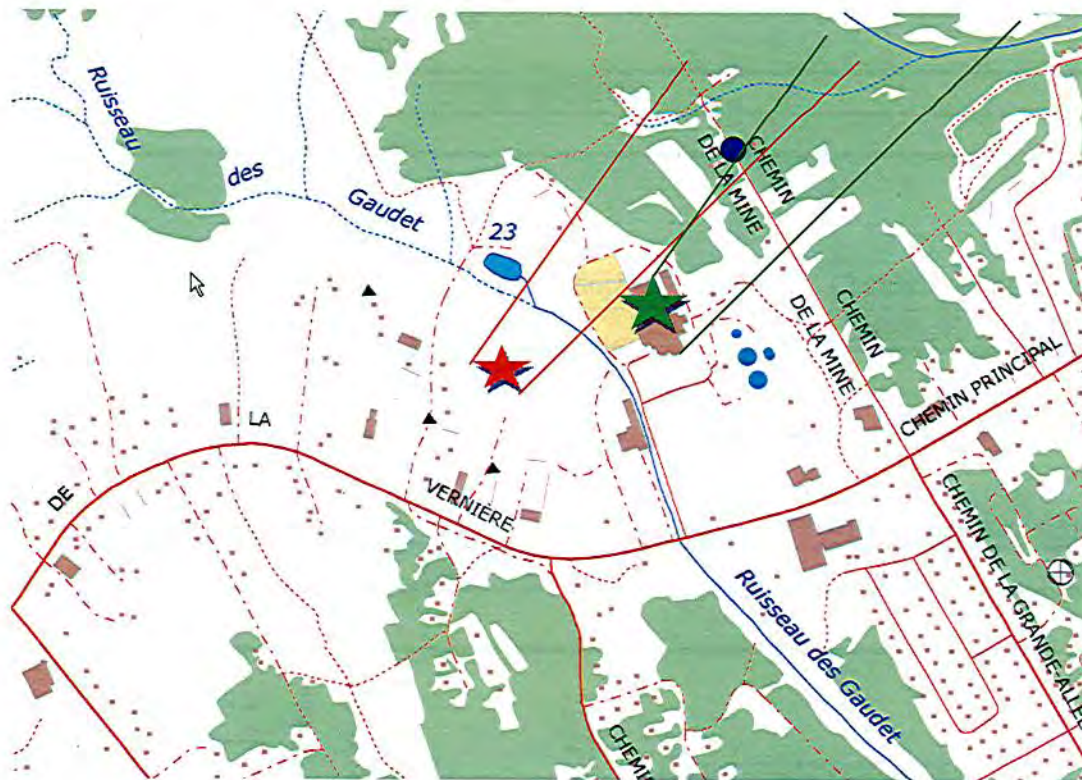 Ruisseau
des
Gaudet
23
CHEMIN
DE LA MINE
CHEMIN
DE LA MINE
CHEMIN PRINCIPAL
DE
LA
VERNIÈRE
Ruisseau des Gaudet
CHEMIN DE LA GRANDE-ALLÉE
CHEMIN